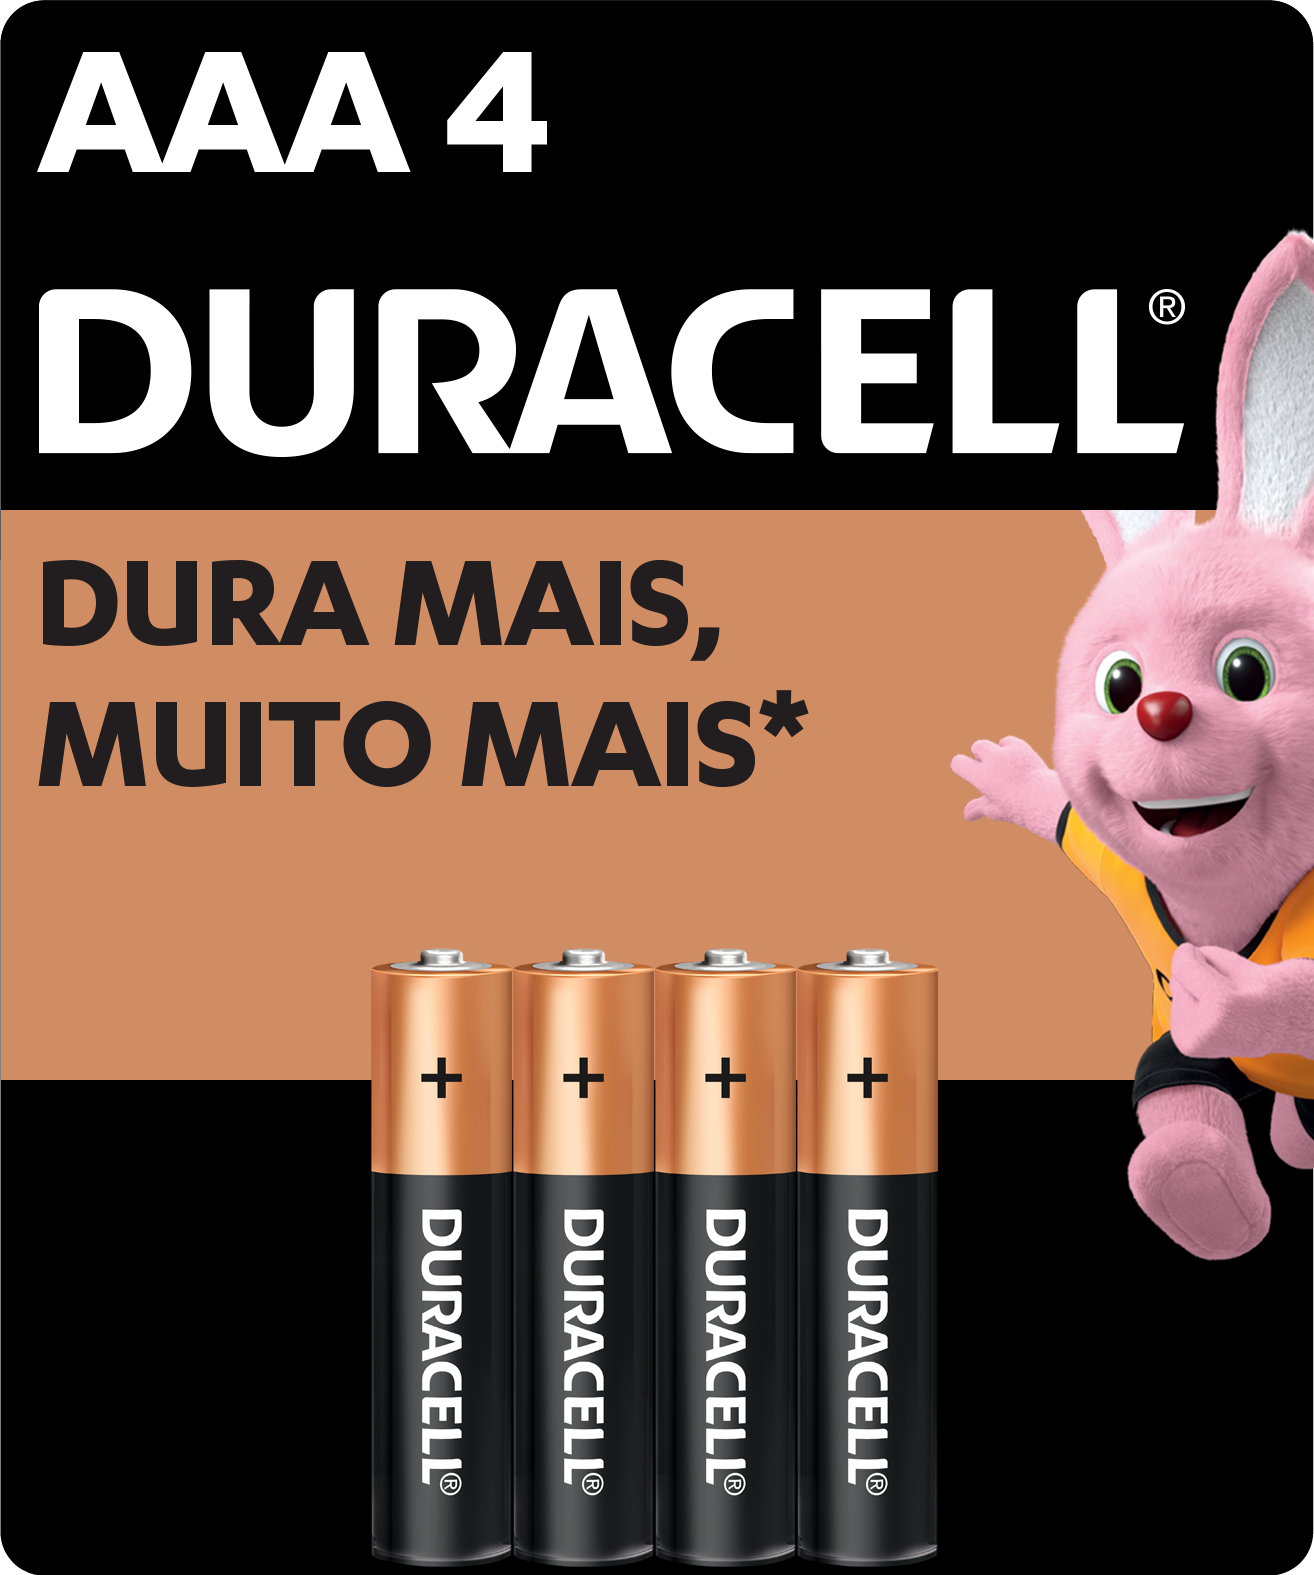 AAA 4
DURACELL®
DURA MAIS,
MUITO MAIS*
+ + + +
DURACELL®
DURACELL®
DURACELL®
DURACELL®